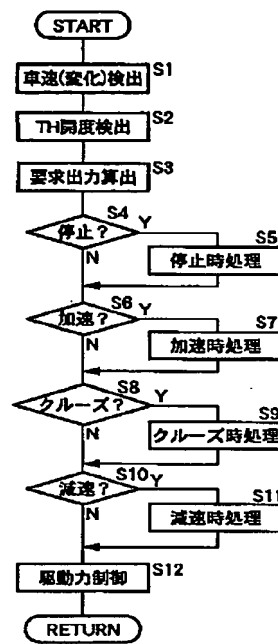 START
車速(変化)検出 S1
TH開度検出 S2
要求出力算出 S3
停止? S4 Y
N
停止時処理 S5
加速? S6 Y
N
加速時処理 S7
クルーズ? S8 Y
N
クルーズ時処理 S9
減速? S10 Y
N
減速時処理 S11
駆動力制御 S12
RETURN